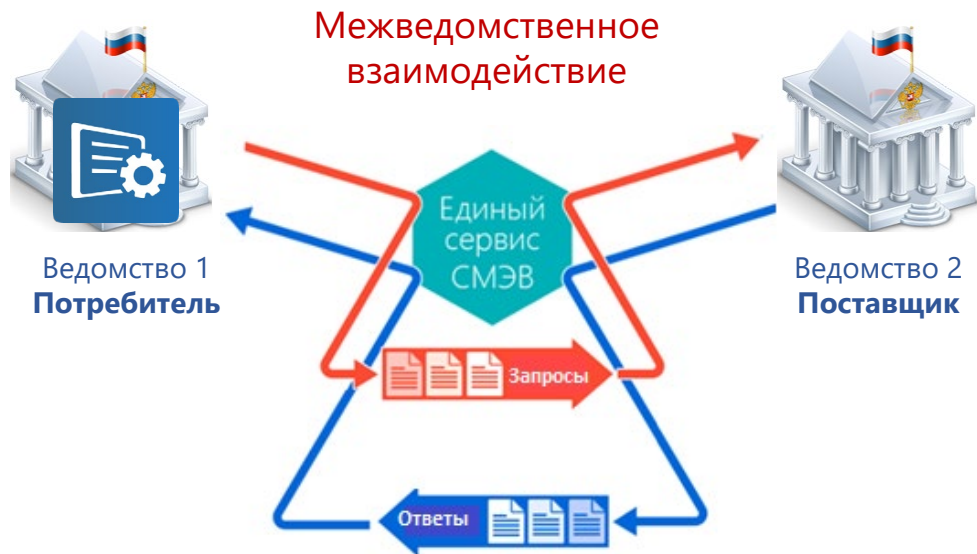 Межведомственное
взаимодействие
Единый
сервис
СМЭВ
Ведомство 1
Потребитель
Ведомство 2
Поставщик
Запросы
Ответы